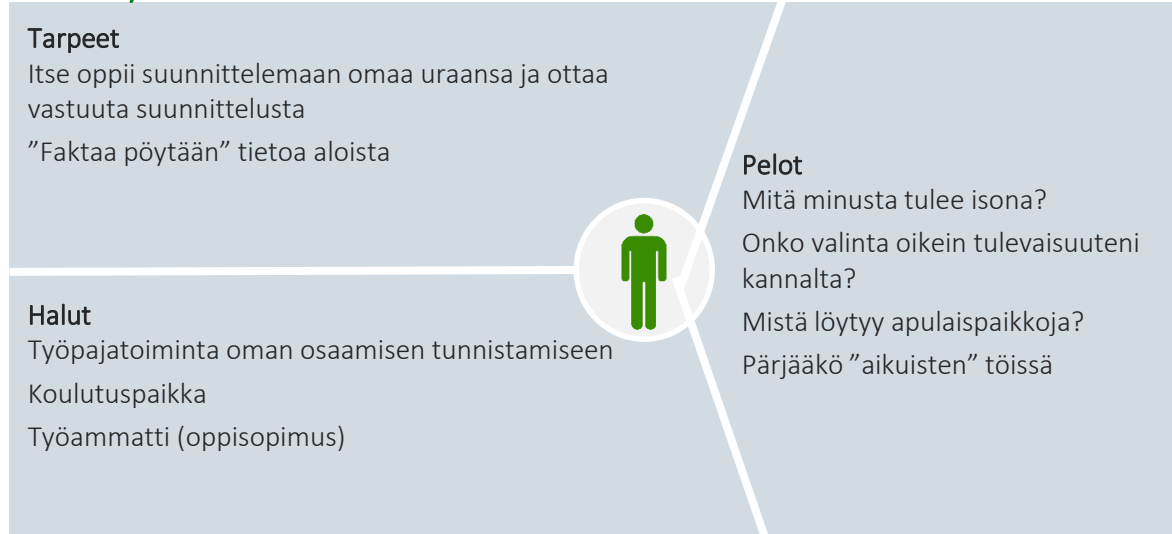 Tarpeet
Itse oppii suunnittelemaan omaa uraansa ja ottaa
vastuuta suunnittelusta
”Faktaa pöytään” tietoa aloista
Pelot
Mitä minusta tulee isona?
Onko valinta oikein tulevaisuuteni
kannalta?
Mistä löytyy apulaispaikkoja?
Pärjääkö ”aikuisten” töissä
Halut
Työpajatoiminta oman osaamisen tunnistamiseen
Koulutuspaikka
Työammatti (oppisopimus)